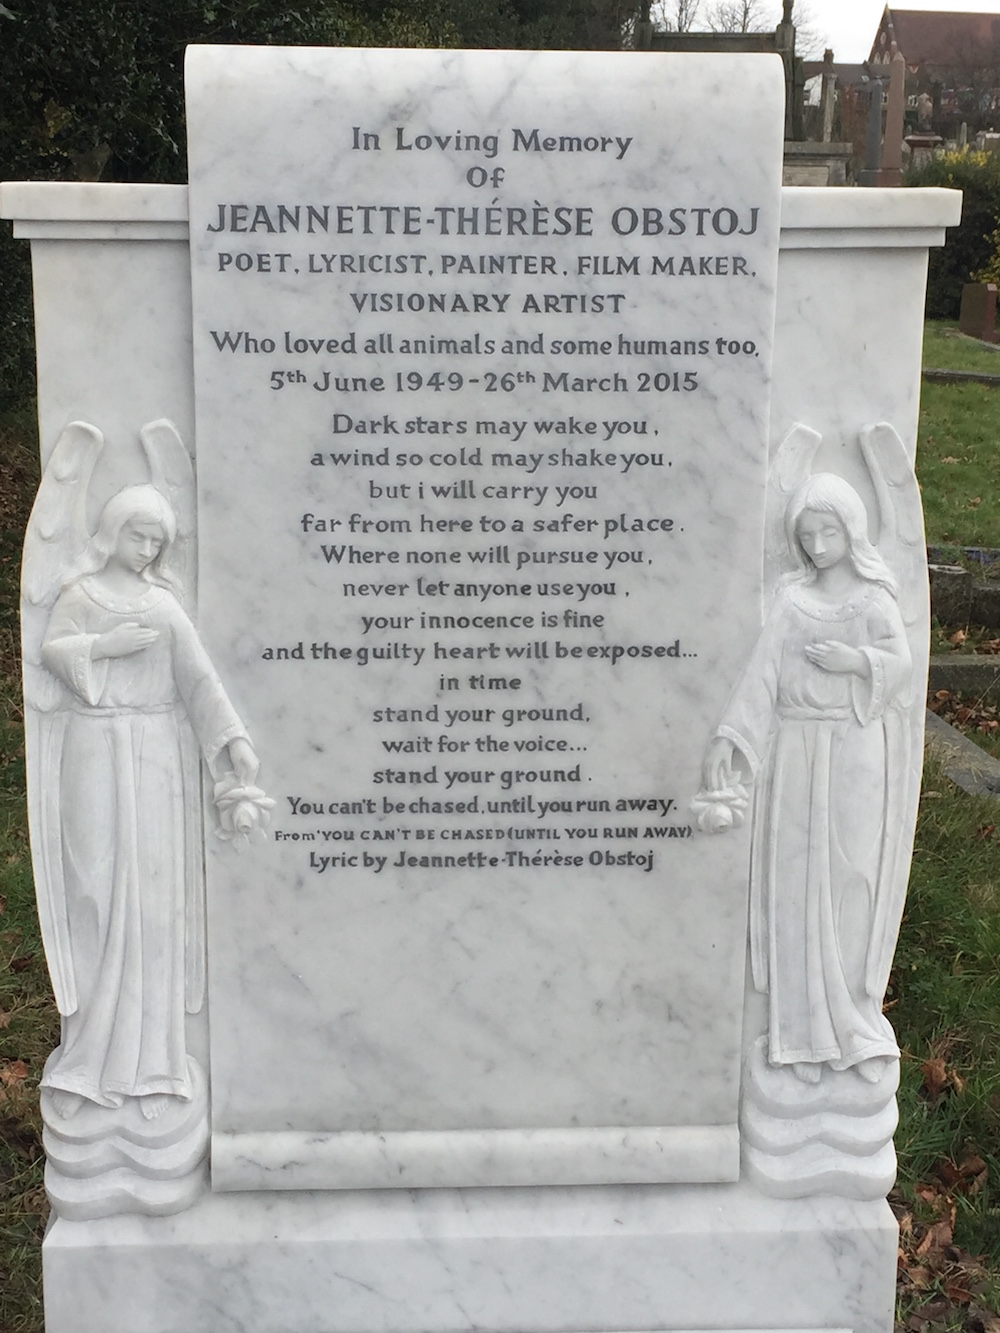 In Loving Memory
Of
JEANNETTE-THÉRÈSE OBSTOJ
POET, LYRICIST, PAINTER, FILM MAKER,
VISIONARY ARTIST
Who loved all animals and some humans too,
5th June 1949-26th March 2015
Dark stars may wake you,
a wind so cold may shake you,
but i will carry you
far from here to a safer place.
Where none will pursue you,
never let anyone use you,
your innocence is fine
and the guilty heart will be exposed...
in time
stand your ground,
wait for the voice...
stand your ground.
You can't be chased, until you run away.
From 'YOU CAN'T BE CHASED (UNTIL YOU RUN AWAY)
Lyric by Jeannette-Thérèse Obstoj